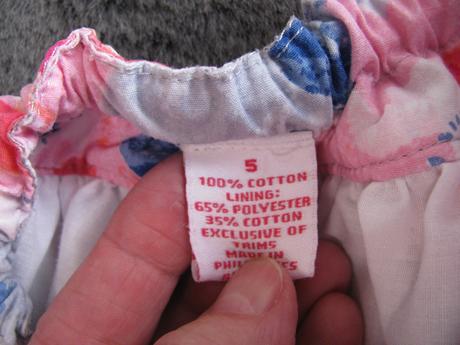 5
100% COTTON
LINING:
65% POLYESTER
35% COTTON
EXCLUSIVE OF
TRIMS
MADE IN